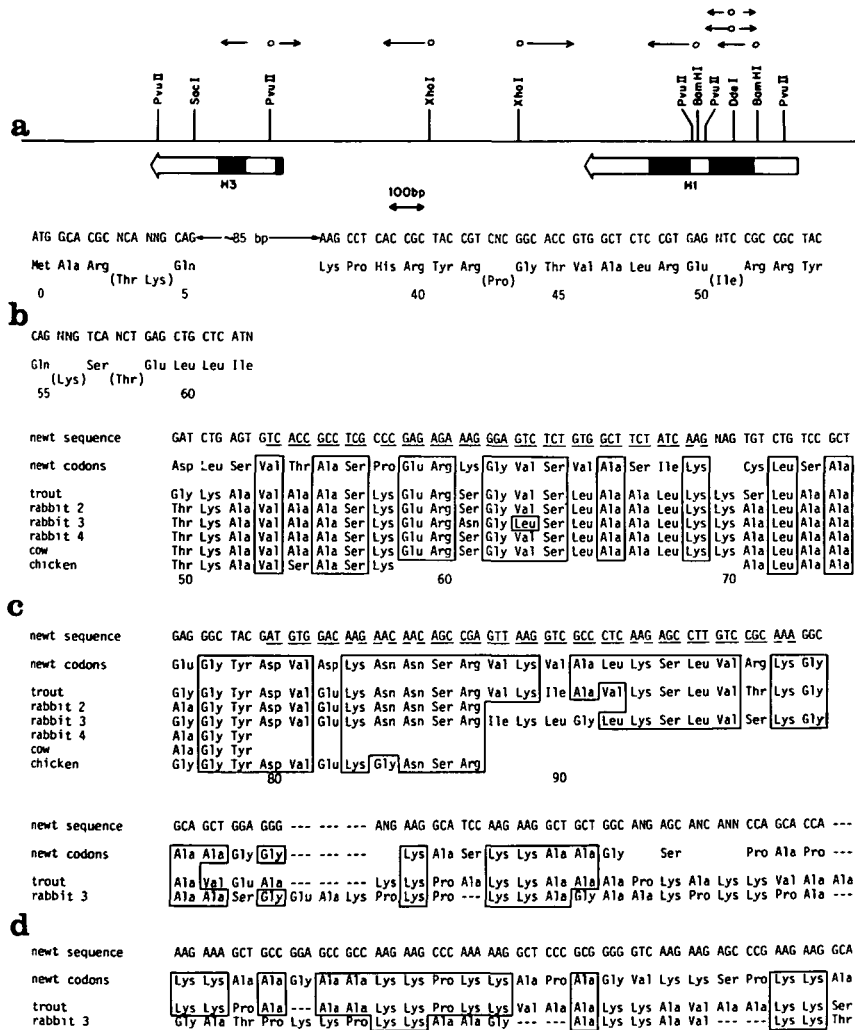 PvuII SacI PvuII XhoI XhoI PvuII BamHI PvuII DdeI BamHI PvuII
a
H3 H1
100bp
ATG GCA CGC NCA NNG CAG ~85 bp AAG CCT CAC CGC TAC CGT CNC GGC ACC GTG GCT CTC CGT GAG NTC CGC CGC TAC
Met Ala Arg (Thr Lys) Gln Lys Pro His Arg Tyr Arg (Pro) Gly Thr Val Ala Leu Arg Glu (Ile) Arg Arg Tyr
0 5 40 45 50
b
CAG NNG TCA NCT GAG CTG CTC ATN
Gln (Lys) Ser (Thr) Glu Leu Leu Ile
55 60
newt sequence GAT CTG AGT GTC ACC GCC TCG CCC GAG AGA AAG GGA GTC TCT GTG GCT TCT ATC AAG NAG TGT CTG TCC GCT
newt codons Asp Leu Ser Val Thr Ala Ser Pro Glu Arg Lys Gly Val Ser Val Ala Ser Ile Lys Cys Leu Ser Ala
trout Gly Lys Ala Val Ala Ala Ser Lys Glu Arg Ser Gly Val Ser Leu Ala Ala Leu Lys Lys Ser Leu Ala Ala
rabbit 2 Thr Lys Ala Val Ala Ala Ser Lys Glu Arg Ser Gly Val Ser Leu Ala Ala Leu Lys Lys Ala Leu Ala Ala
rabbit 3 Thr Lys Ala Val Ala Ala Ser Lys Glu Arg Asn Gly Leu Ser Leu Ala Ala Leu Lys Lys Ala Leu Ala Ala
rabbit 4 Thr Lys Ala Val Ala Ala Ser Lys Glu Arg Ser Gly Val Ser Leu Ala Ala Leu Lys Lys Ala Leu Ala Ala
cow Thr Lys Ala Val Ala Ala Ser Lys Glu Arg Ser Gly Val Ser Leu Ala Ala Leu Lys Lys Ala Leu Ala Ala
chicken Thr Lys Ala Val Ser Ala Ser Lys Ala Leu Ala Ala
50 60 70
c
newt sequence GAG GGC TAC GAT GTG GAC AAG AAC AAC AGC CGA GTT AAG GTC GCC CTC AAG AGC CTT GTC CGC AAA GGC
newt codons Glu Gly Tyr Asp Val Asp Lys Asn Asn Ser Arg Val Lys Val Ala Leu Lys Ser Leu Val Arg Lys Gly
trout Gly Gly Tyr Asp Val Glu Lys Asn Asn Ser Arg Val Lys Ile Ala Val Lys Ser Leu Val Thr Lys Gly
rabbit 2 Ala Gly Tyr Asp Val Glu Lys Asn Asn Ser Arg
rabbit 3 Gly Gly Tyr Asp Val Glu Lys Asn Asn Ser Arg Ile Lys Leu Gly Leu Lys Ser Leu Val Ser Lys Gly
rabbit 4 Ala Gly Tyr
cow Ala Gly Tyr
chicken Gly Gly Tyr Asp Val Glu Lys Gly Asn Ser Arg
80 90
newt sequence GCA GCT GGA GGG --- --- --- ANG AAG GCA TCC AAG AAG GCT GCT GGC ANG AGC ANC ANN CCA GCA CCA ---
newt codons Ala Ala Gly Gly Lys Ala Ser Lys Lys Ala Ala Gly Ser Pro Ala Pro ---
trout Ala Val Glu Ala --- --- --- Lys Lys Pro Ala Lys Lys Ala Ala Ala Pro Lys Ala Lys Lys Val Ala Ala
rabbit 3 Ala Ala Ser Gly Glu Ala Lys Pro Lys Pro --- Lys Lys Ala Gly Ala Ala Lys Pro Lys Lys Pro Ala ---
d
newt sequence AAG AAA GCT GCC GGA GCC GCC AAG AAG CCC AAA AAG GCT CCC GCG GGG GTC AAG AAG AGC CCG AAG AAG GCA
newt codons Lys Lys Ala Ala Gly Ala Ala Lys Lys Pro Lys Lys Ala Pro Ala Gly Val Lys Lys Ser Pro Lys Lys Ala
trout Lys Lys Pro Ala --- Ala Ala Lys Lys Pro Lys Lys Val Ala Ala Lys Lys Ala Val Ala Ala Lys Lys Ser
rabbit 3 Gly Ala Thr Pro Lys Lys Pro Lys Lys Ala Ala Gly --- --- Ala Lys Lys Ala Val --- --- Lys Lys Thr